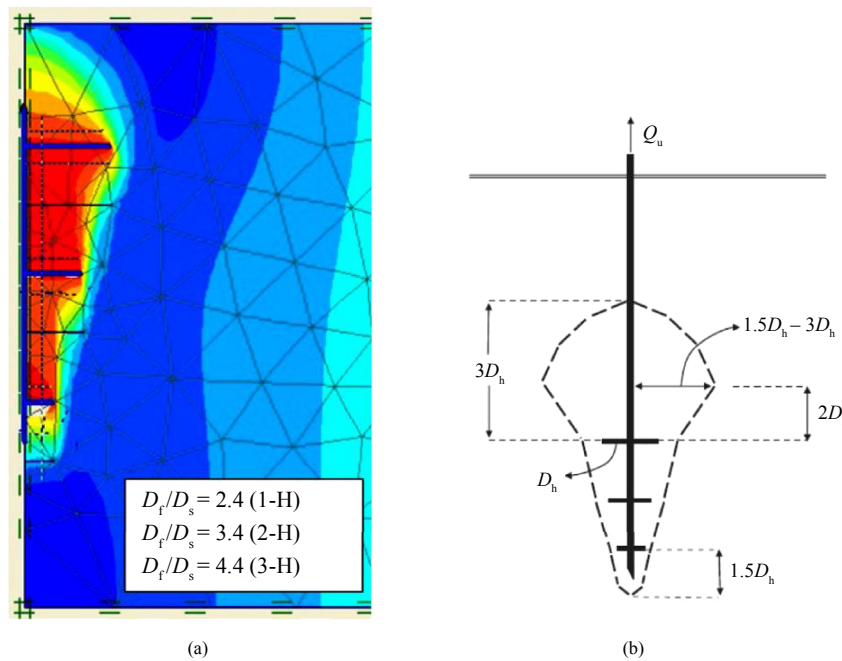 D_f/D_s = 2.4 (1-H)
D_f/D_s = 3.4 (2-H)
D_f/D_s = 4.4 (3-H)
(a)
Q_u
1.5D_h – 3D_h
3D_h
2D
D_h
1.5D_h
(b)